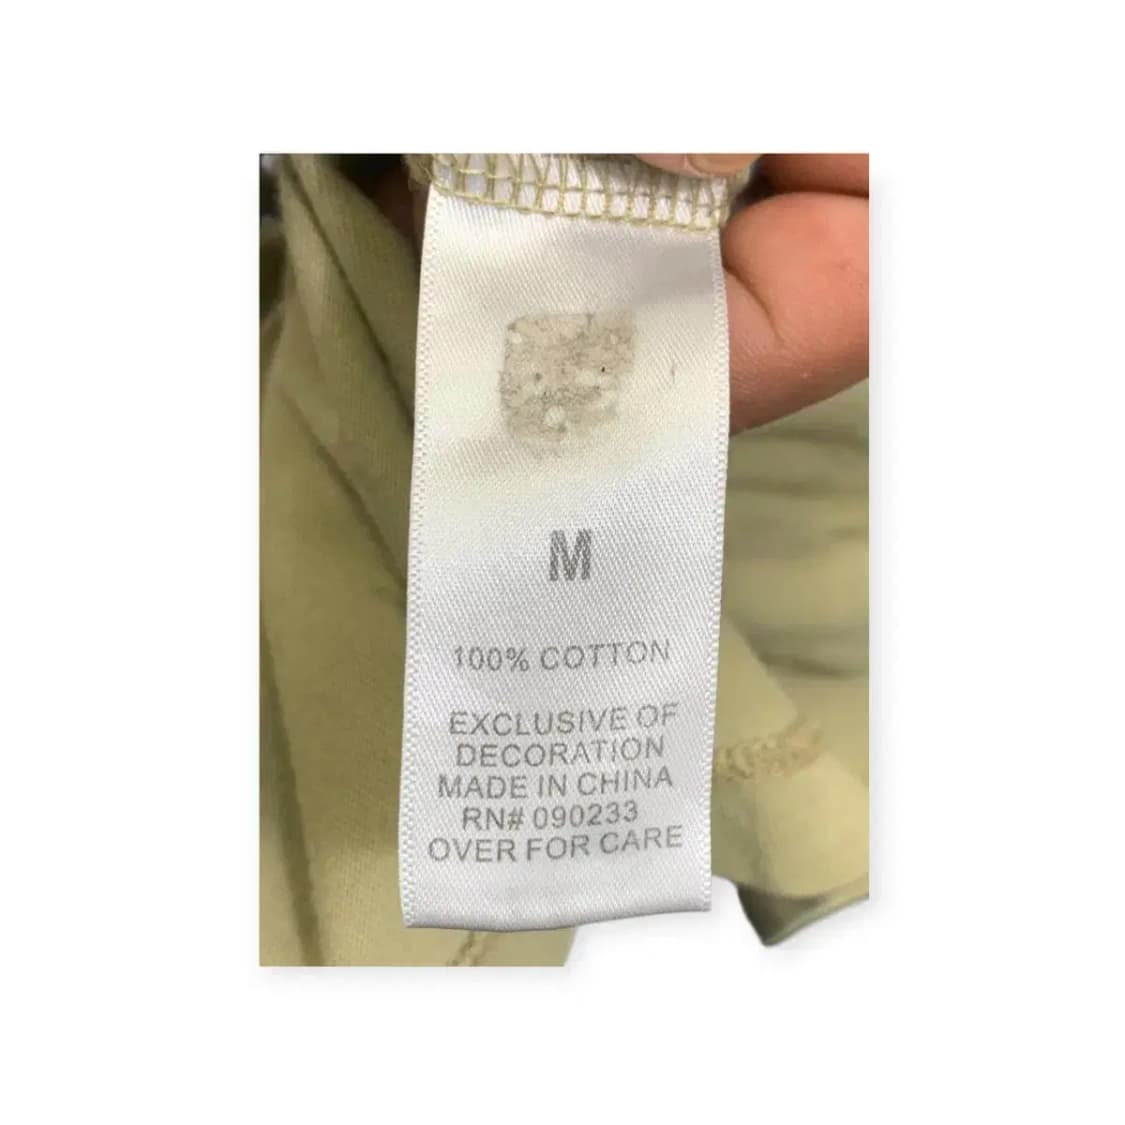 M
100% COTTON
EXCLUSIVE OF
DECORATION
MADE IN CHINA
RN# 090233
OVER FOR CARE